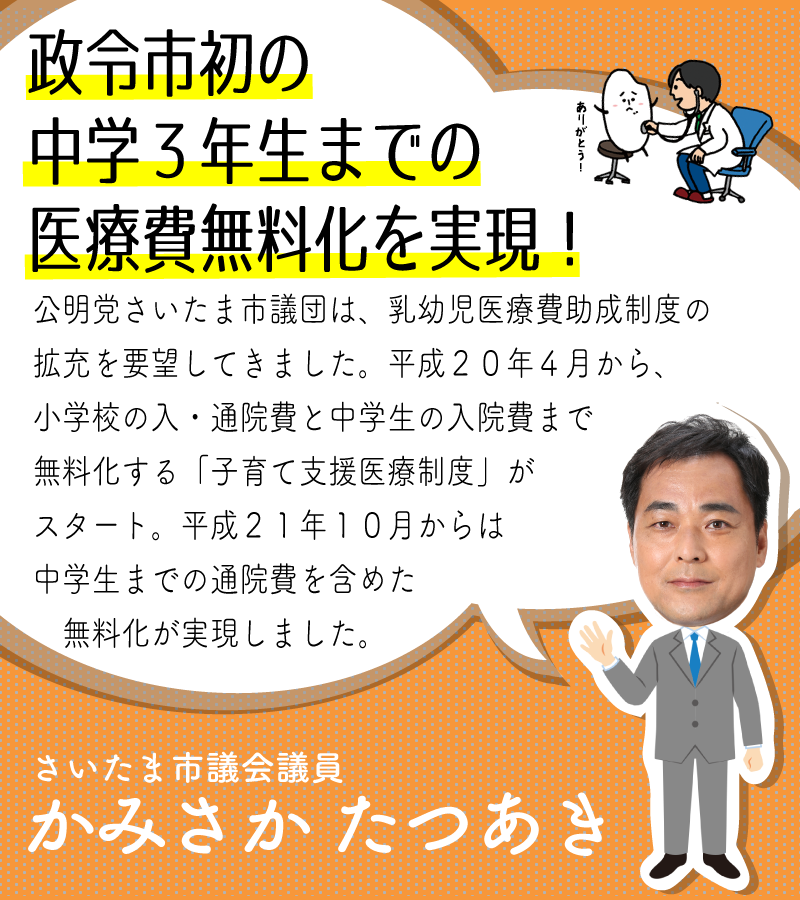 政令市初の
中学３年生までの
医療費無料化を実現！
ありがとう！
公明党さいたま市議団は、乳幼児医療費助成制度の
拡充を要望してきました。平成２０年４月から、
小学校の入・通院費と中学生の入院費まで
無料化する「子育て支援医療制度」が
スタート。平成２１年１０月からは
中学生までの通院費を含めた
無料化が実現しました。
さいたま市議会議員
かみさか たつあき